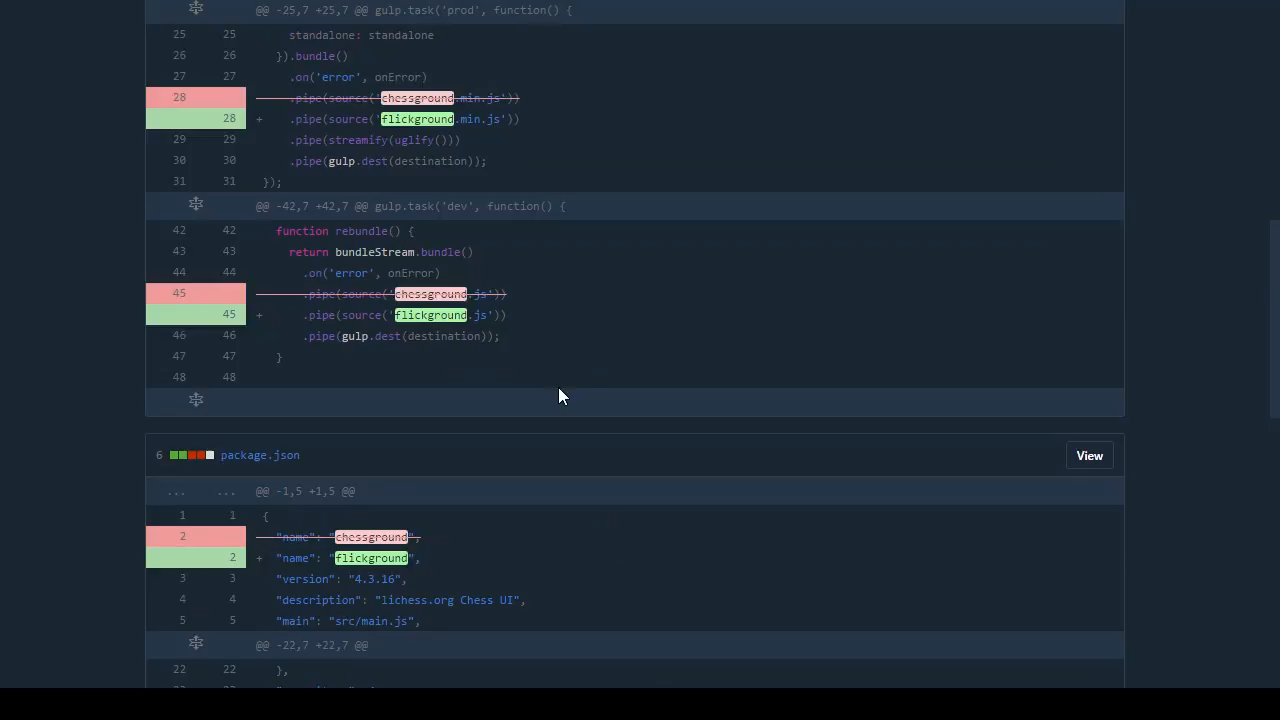 @@ -25,7 +25,7 @@ gulp.task('prod', function() {
25 25 standalone: standalone
26 26 }).bundle()
27 27 .on('error', onError)
28 .pipe(source('chessground.min.js'))
28 + .pipe(source('flickground.min.js'))
29 29 .pipe(streamify(uglify()))
30 30 .pipe(gulp.dest(destination));
31 31 });
@@ -42,7 +42,7 @@ gulp.task('dev', function() {
42 42 function rebundle() {
43 43 return bundleStream.bundle()
44 44 .on('error', onError)
45 .pipe(source('chessground.js'))
45 + .pipe(source('flickground.js'))
46 46 .pipe(gulp.dest(destination));
47 47 }
48 48
6 package.json View
... ... @@ -1,5 +1,5 @@
1 1 {
2 "name": "chessground",
2 + "name": "flickground",
3 3 "version": "4.3.16",
4 4 "description": "lichess.org Chess UI",
5 5 "main": "src/main.js",
@@ -22,7 +22,7 @@
22 22 },